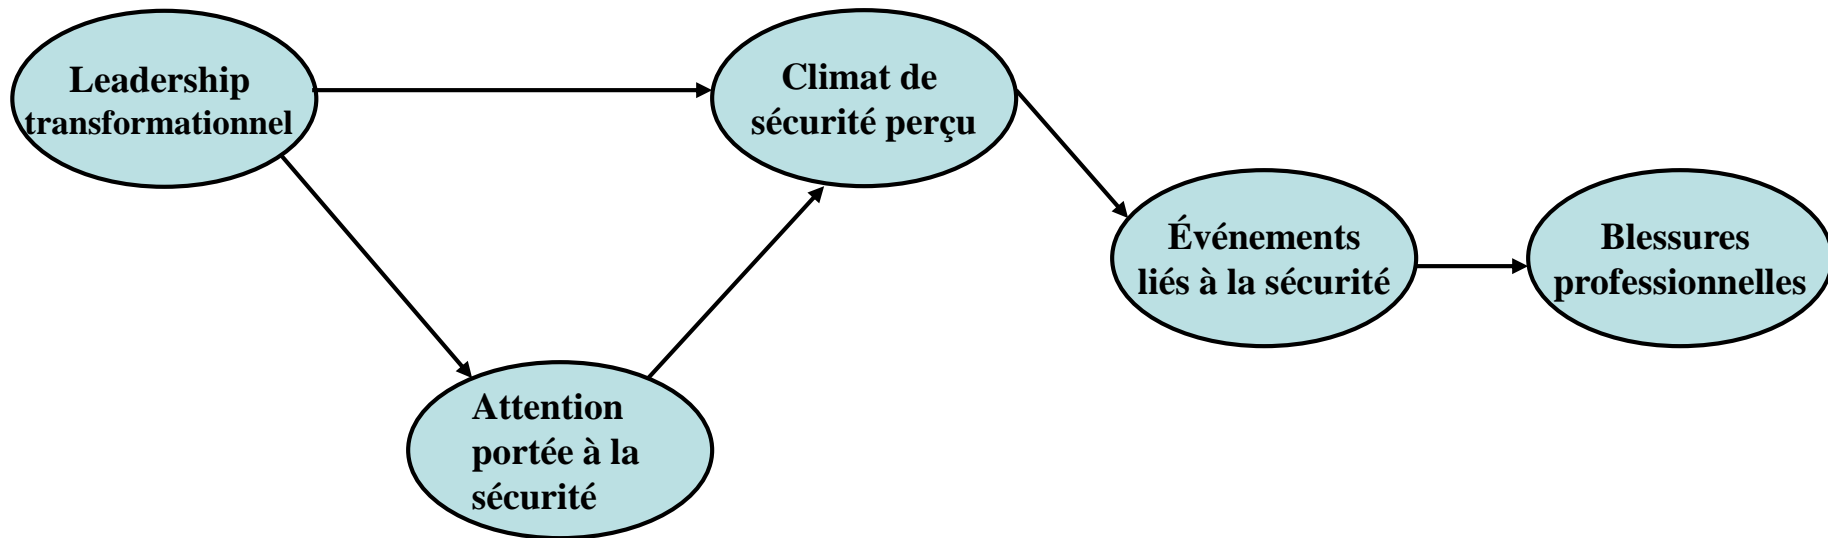 Leadership
transformationnel
Climat de
sécurité perçu
Événements
liés à la sécurité
Blessures
professionnelles
Attention
portée à la
sécurité